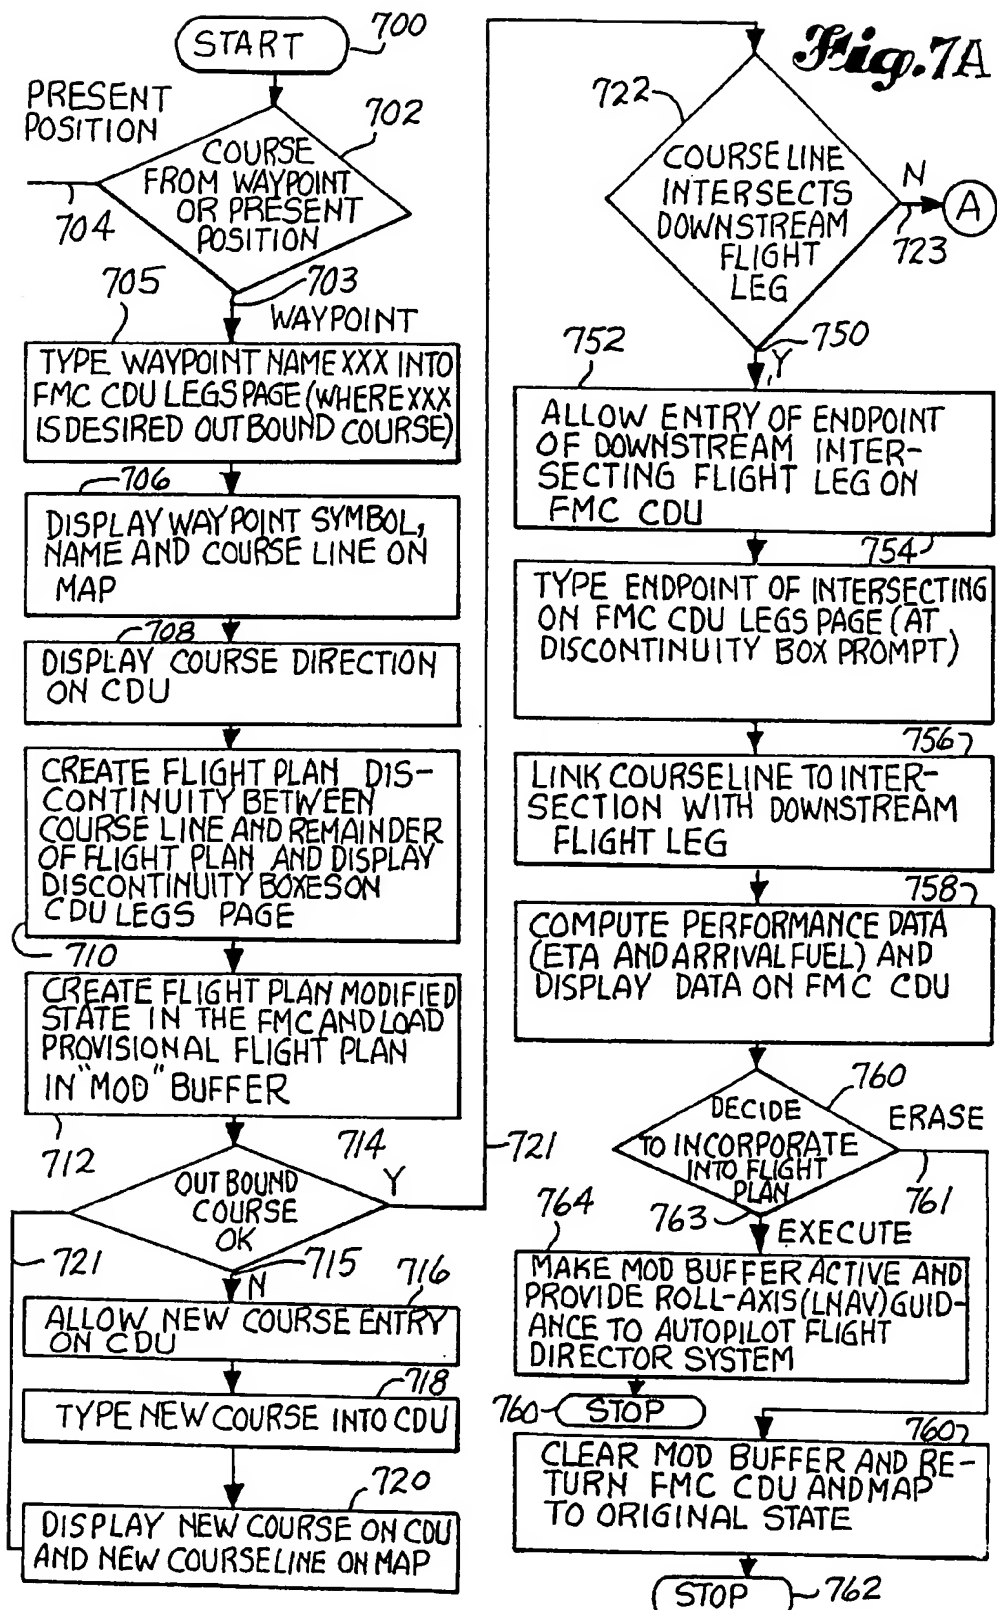 Fig.7A
START
700
PRESENT
POSITION
702
COURSE
FROM WAYPOINT
OR PRESENT
POSITION
704
703
705
WAYPOINT
TYPE WAYPOINT NAME XXX INTO
FMC CDU LEGS PAGE (WHERE XXX
IS DESIRED OUTBOUND COURSE)
706
DISPLAY WAYPOINT SYMBOL,
NAME AND COURSE LINE ON
MAP
708
DISPLAY COURSE DIRECTION
ON CDU
CREATE FLIGHT PLAN DIS-
CONTINUITY BETWEEN
COURSE LINE AND REMAINDER
OF FLIGHT PLAN AND DISPLAY
DISCONTINUITY BOXES ON
CDU LEGS PAGE
710
CREATE FLIGHT PLAN MODIFIED
STATE IN THE FMC AND LOAD
PROVISIONAL FLIGHT PLAN
IN "MOD" BUFFER
712
714
OUTBOUND
COURSE
OK
Y
721
721
715
N
716
ALLOW NEW COURSE ENTRY
ON CDU
718
TYPE NEW COURSE INTO CDU
720
DISPLAY NEW COURSE ON CDU
AND NEW COURSELINE ON MAP
722
COURSE LINE
INTERSECTS
DOWNSTREAM
FLIGHT
LEG
N
723
A
750
Y
752
ALLOW ENTRY OF ENDPOINT
OF DOWNSTREAM INTER-
SECTING FLIGHT LEG ON
FMC CDU
754
TYPE ENDPOINT OF INTERSECTING
ON FMC CDU LEGS PAGE (AT
DISCONTINUITY BOX PROMPT)
756
LINK COURSELINE TO INTER-
SECTION WITH DOWNSTREAM
FLIGHT LEG
758
COMPUTE PERFORMANCE DATA
(ETA AND ARRIVAL FUEL) AND
DISPLAY DATA ON FMC CDU
760
DECIDE
TO INCORPORATE
INTO FLIGHT
PLAN
ERASE
761
763
764
EXECUTE
MAKE MOD BUFFER ACTIVE AND
PROVIDE ROLL-AXIS (LNAV) GUID-
ANCE TO AUTOPILOT FLIGHT
DIRECTOR SYSTEM
760
STOP
760
CLEAR MOD BUFFER AND RE-
TURN FMC CDU AND MAP
TO ORIGINAL STATE
STOP
762